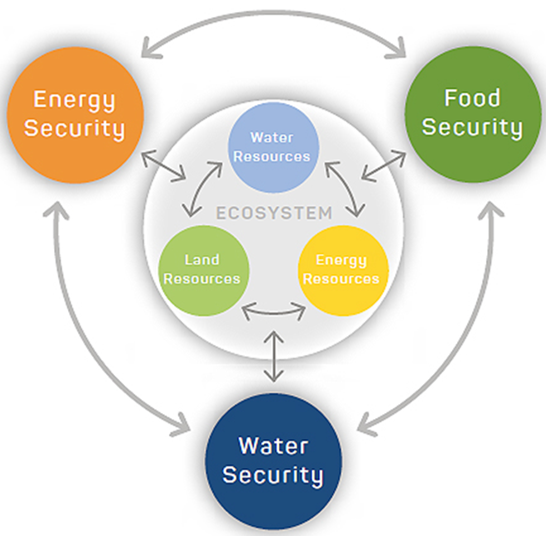 Energy
Security
Food
Security
Water
Resources
ECOSYSTEM
Land
Resources
Energy
Resources
Water
Security